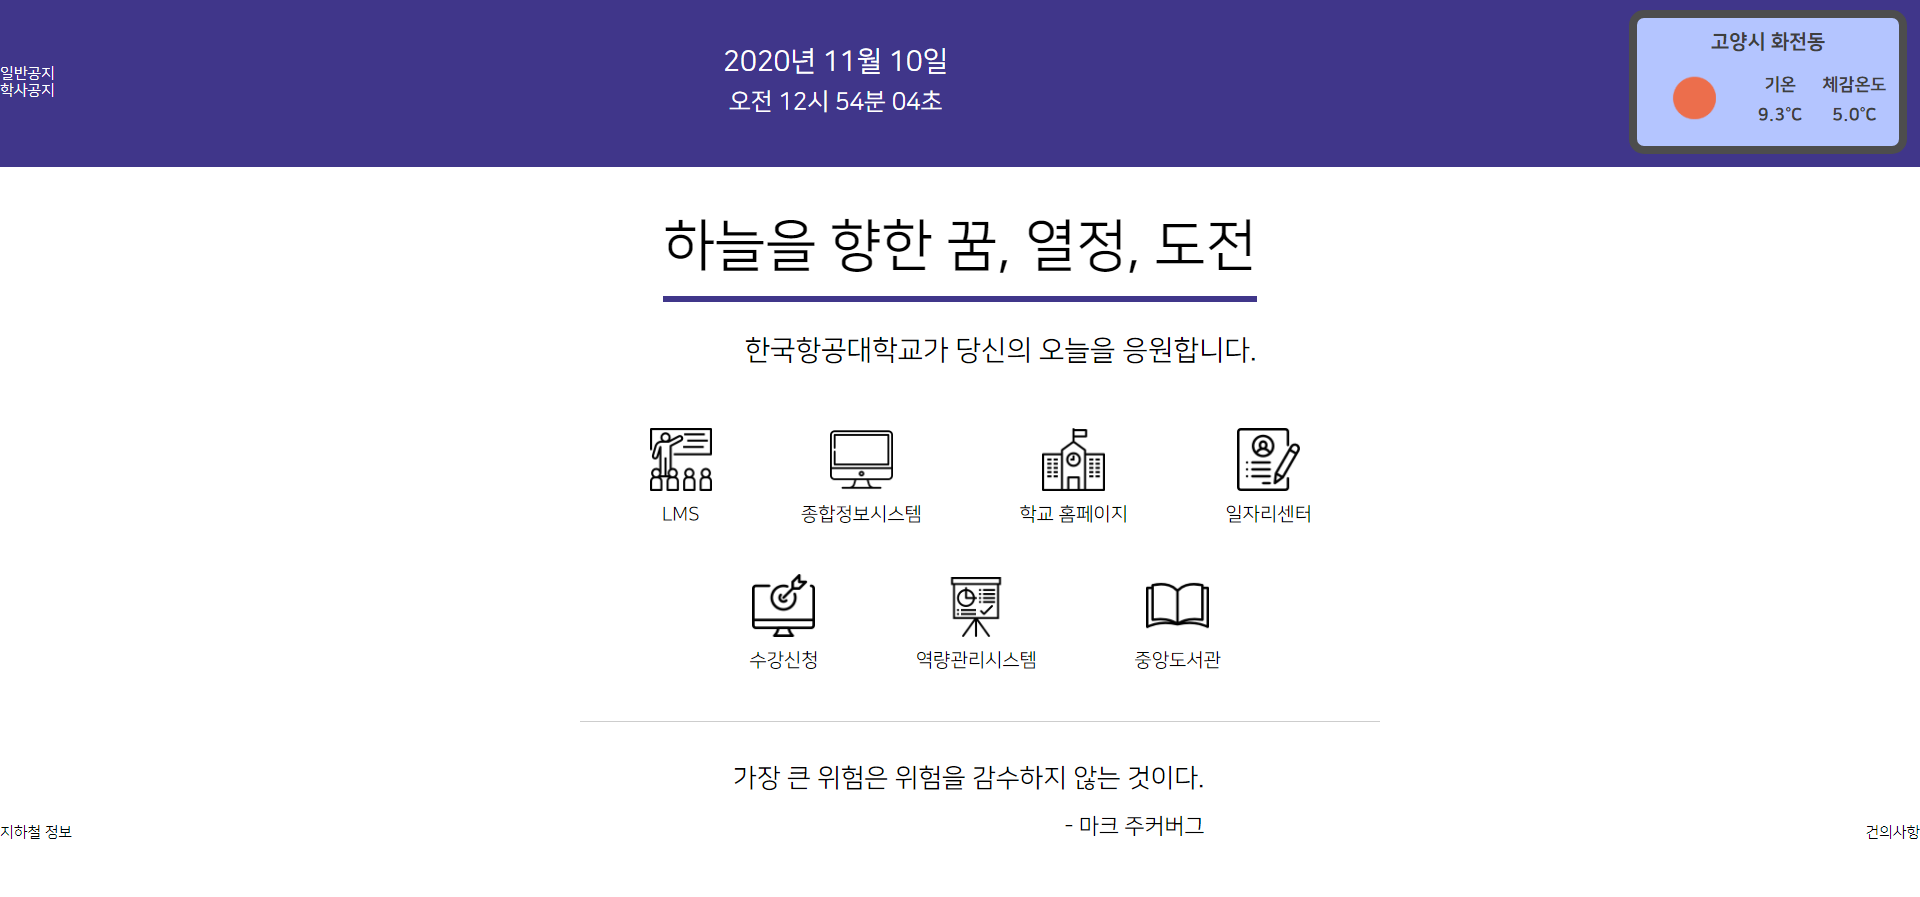 일반공지
학사공지
2020년 11월 10일
오전 12시 54분 04초
고양시 화전동
기온 체감온도
9.3°C 5.0°C
하늘을 향한 꿈, 열정, 도전
한국항공대학교가 당신의 오늘을 응원합니다.
LMS 종합정보시스템 학교 홈페이지 일자리센터
수강신청 역량관리시스템 중앙도서관
가장 큰 위험은 위험을 감수하지 않는 것이다.
- 마크 주커버그
지하철 정보 건의사항